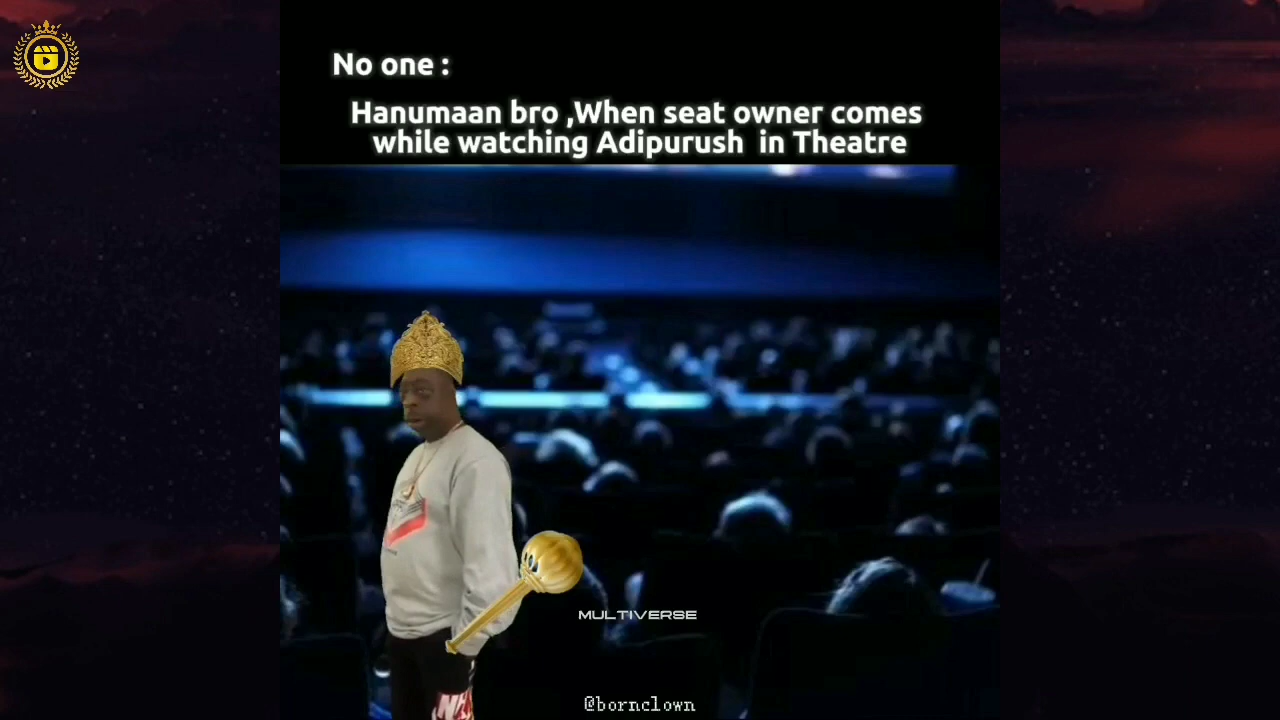 No one :
Hanumaan bro ,When seat owner comes
while watching Adipurush in Theatre
MULTIVERSE
@bornclown